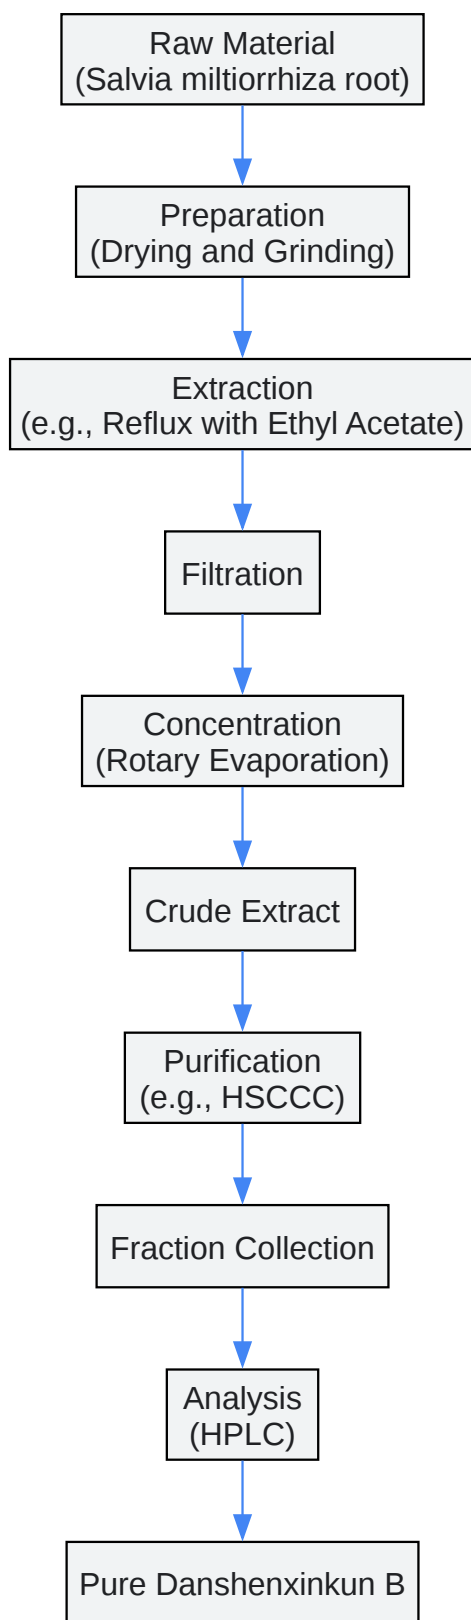 Raw Material
(Salvia miltiorrhiza root)
Preparation
(Drying and Grinding)
Extraction
(e.g., Reflux with Ethyl Acetate)
Filtration
Concentration
(Rotary Evaporation)
Crude Extract
Purification
(e.g., HSCCC)
Fraction Collection
Analysis
(HPLC)
Pure Danshenxinkun B